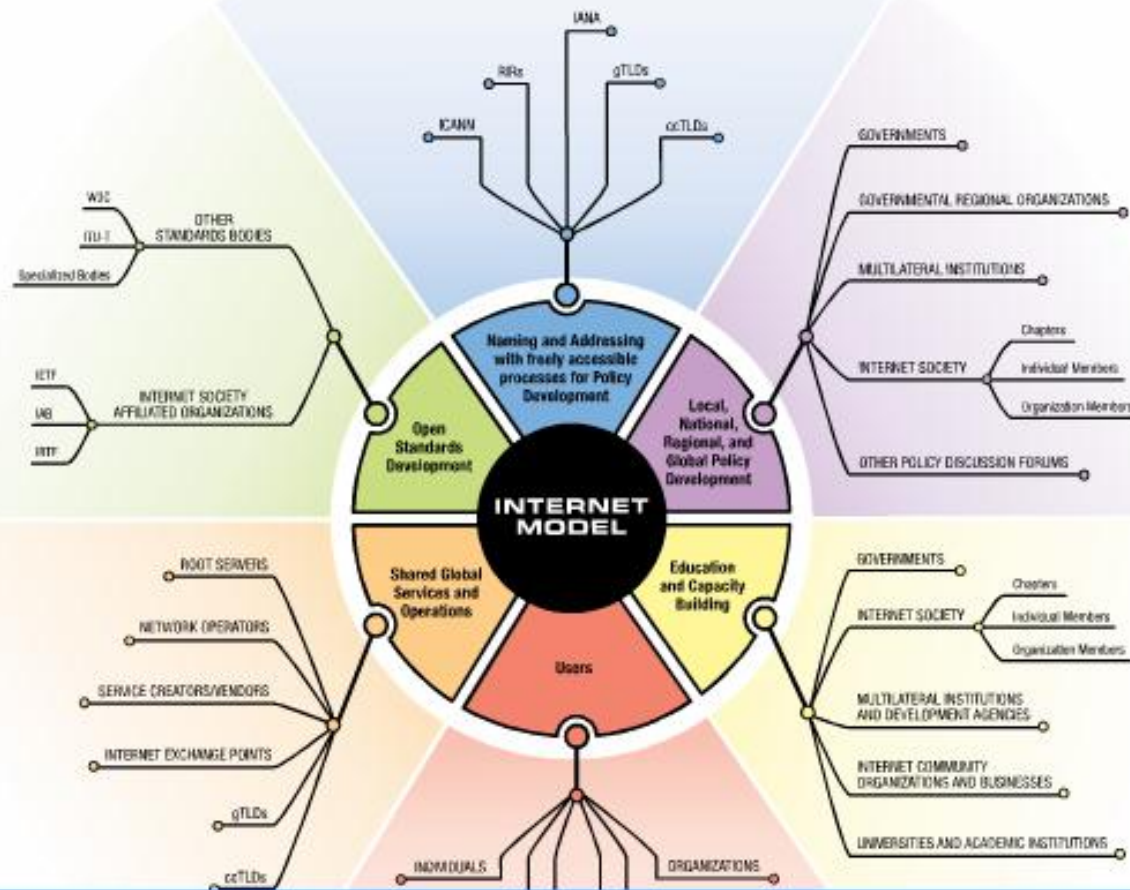 IANA
RIRs
gTLDs
ICANN
ccTLDs
GOVERNMENTS
GOVERNMENTAL REGIONAL ORGANIZATIONS
MULTILATERAL INSTITUTIONS
Chapters
INTERNET SOCIETY
Individual Members
Organization Members
OTHER POLICY DISCUSSION FORUMS
W3C
OTHER
STANDARDS BODIES
ITU-T
Specialized Bodies
IETF
INTERNET SOCIETY
AFFILIATED ORGANIZATIONS
IAB
IRTF
Naming and Addressing
with freely accessible
processes for Policy
Development
Local,
National,
Regional, and
Global Policy
Development
Open
Standards
Development
INTERNET
MODEL
Shared Global
Services and
Operations
Education
and Capacity
Building
Users
ROOT SERVERS
NETWORK OPERATORS
SERVICE CREATORS/VENDORS
INTERNET EXCHANGE POINTS
gTLDs
ccTLDs
GOVERNMENTS
Chapters
INTERNET SOCIETY
Individual Members
Organization Members
MULTILATERAL INSTITUTIONS
AND DEVELOPMENT AGENCIES
INTERNET COMMUNITY
ORGANIZATIONS AND BUSINESSES
UNIVERSITIES AND ACADEMIC INSTITUTIONS
INDIVIDUALS
ORGANIZATIONS